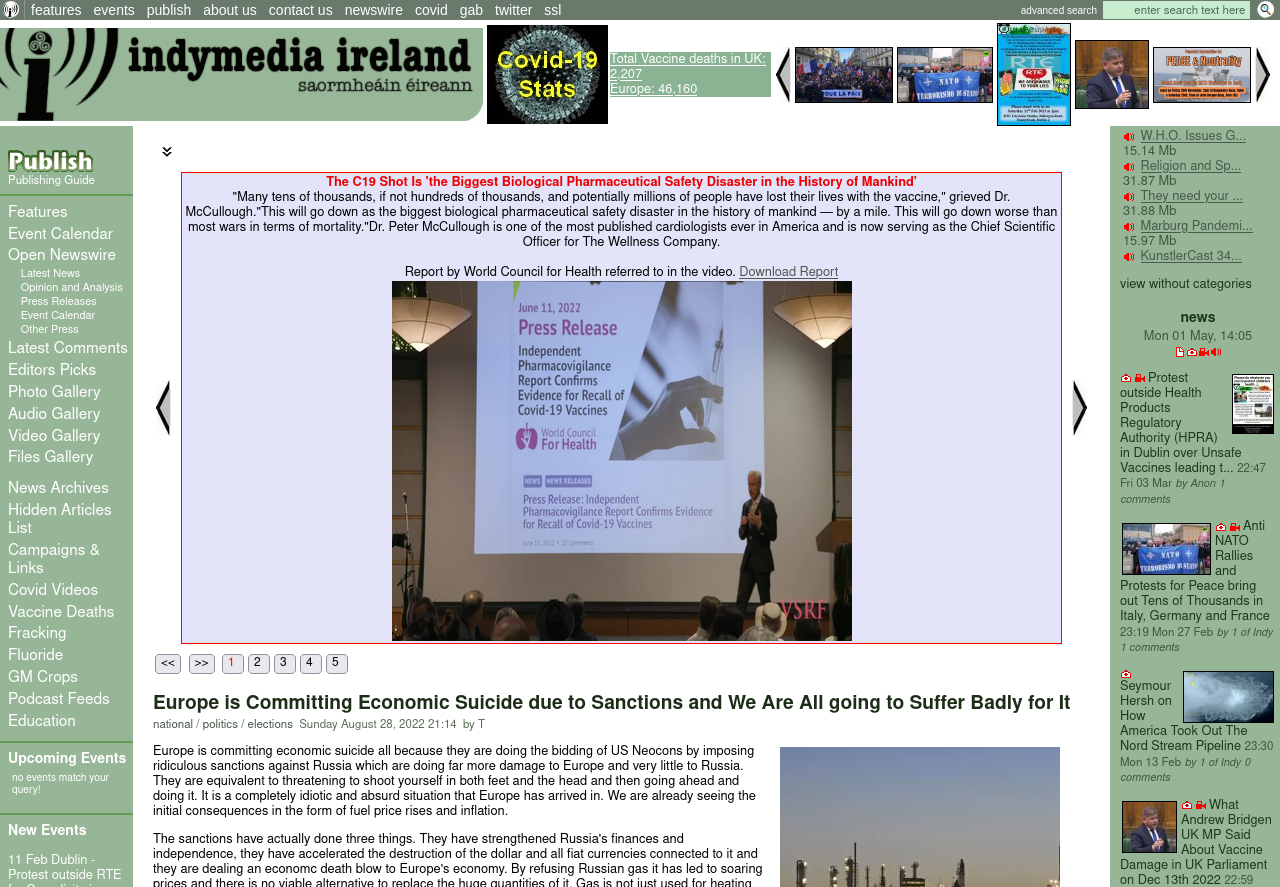 features events publish about us contact us newswire covid gab twitter ssl
advanced search enter search text here
indymedia ireland
saormheáin éireann
Covid-19
Stats
Total Vaccine deaths in UK:
2,207
Europe: 46,160
Publish
Publishing Guide
Features
Event Calendar
Open Newswire
Latest News
Opinion and Analysis
Press Releases
Event Calendar
Other Press
Latest Comments
Editors Picks
Photo Gallery
Audio Gallery
Video Gallery
Files Gallery
News Archives
Hidden Articles
List
Campaigns &
Links
Covid Videos
Vaccine Deaths
Fracking
Fluoride
GM Crops
Podcast Feeds
Education
Upcoming Events
no events match your
query!
New Events
11 Feb Dublin -
Protest outside RTE
The C19 Shot Is 'the Biggest Biological Pharmaceutical Safety Disaster in the History of Mankind'
"Many tens of thousands, if not hundreds of thousands, and potentially millions of people have lost their lives with the vaccine," grieved Dr.
McCullough."This will go down as the biggest biological pharmaceutical safety disaster in the history of mankind — by a mile. This will go down worse than
most wars in terms of mortality."Dr. Peter McCullough is one of the most published cardiologists ever in America and is now serving as the Chief Scientific
Officer for The Wellness Company.
Report by World Council for Health referred to in the video. Download Report
June 11, 2022
Press Release
Independent
Pharmacovigilance
Report Confirms
Evidence for Recall of
Covid-19 Vaccines
World Council
For Health
NEWS NEWS RELEASES
Press Release: Independent
Pharmacovigilance Report Confirms Evidence
for Recall of Covid-19 Vaccines
June 11, 2022 • 20 Comments
VSRF
<< >> 1 2 3 4 5
Europe is Committing Economic Suicide due to Sanctions and We Are All going to Suffer Badly for It
national / politics / elections Sunday August 28, 2022 21:14 by T
Europe is committing economic suicide all because they are doing the bidding of US Neocons by imposing
ridiculous sanctions against Russia which are doing far more damage to Europe and very little to Russia.
They are equivalent to threatening to shoot yourself in both feet and the head and then going ahead and
doing it. It is a completely idiotic and absurd situation that Europe has arrived in. We are already seeing the
initial consequences in the form of fuel price rises and inflation.
The sanctions have actually done three things. They have strengthened Russia's finances and
independence, they have accelerated the destruction of the dollar and all fiat currencies connected to it and
they are dealing an economc death blow to Europe's economy. By refusing Russian gas it has led to soaring
prices and there is no viable alternative to replace the huge quantities of it. Gas is not just used for heating
W.H.O. Issues G...
15.14 Mb
Religion and Sp...
31.87 Mb
They need your ...
31.88 Mb
Marburg Pandemi...
15.97 Mb
KunstlerCast 34...
view without categories
news
Mon 01 May, 14:05
Protest
outside Health
Products
Regulatory
Authority (HPRA)
in Dublin over Unsafe
Vaccines leading t... 22:47
Fri 03 Mar by Anon 1
comments
Anti
NATO
Rallies
and
Protests for Peace bring
out Tens of Thousands in
Italy, Germany and France
23:19 Mon 27 Feb by 1 of Indy
1 comments
Seymour
Hersh on
How
America Took Out The
Nord Stream Pipeline 23:30
Mon 13 Feb by 1 of Indy 0
comments
What
Andrew Bridgen
UK MP Said
About Vaccine
Damage in UK Parliament
on Dec 13th 2022 22:59